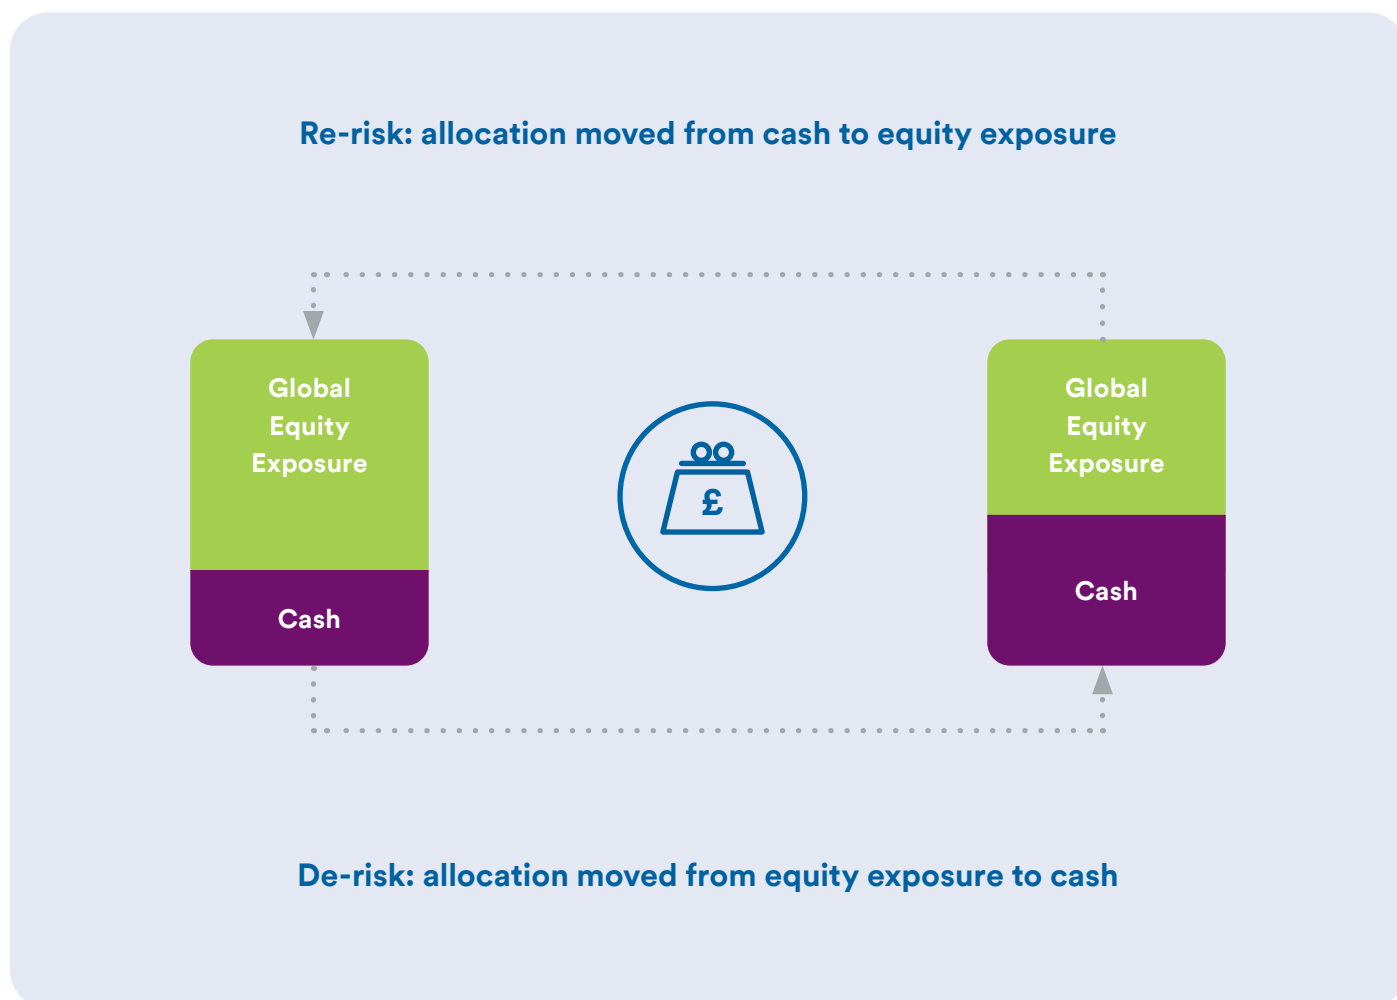 Re-risk: allocation moved from cash to equity exposure
Global
Equity
Exposure
Cash
£
Global
Equity
Exposure
Cash
De-risk: allocation moved from equity exposure to cash